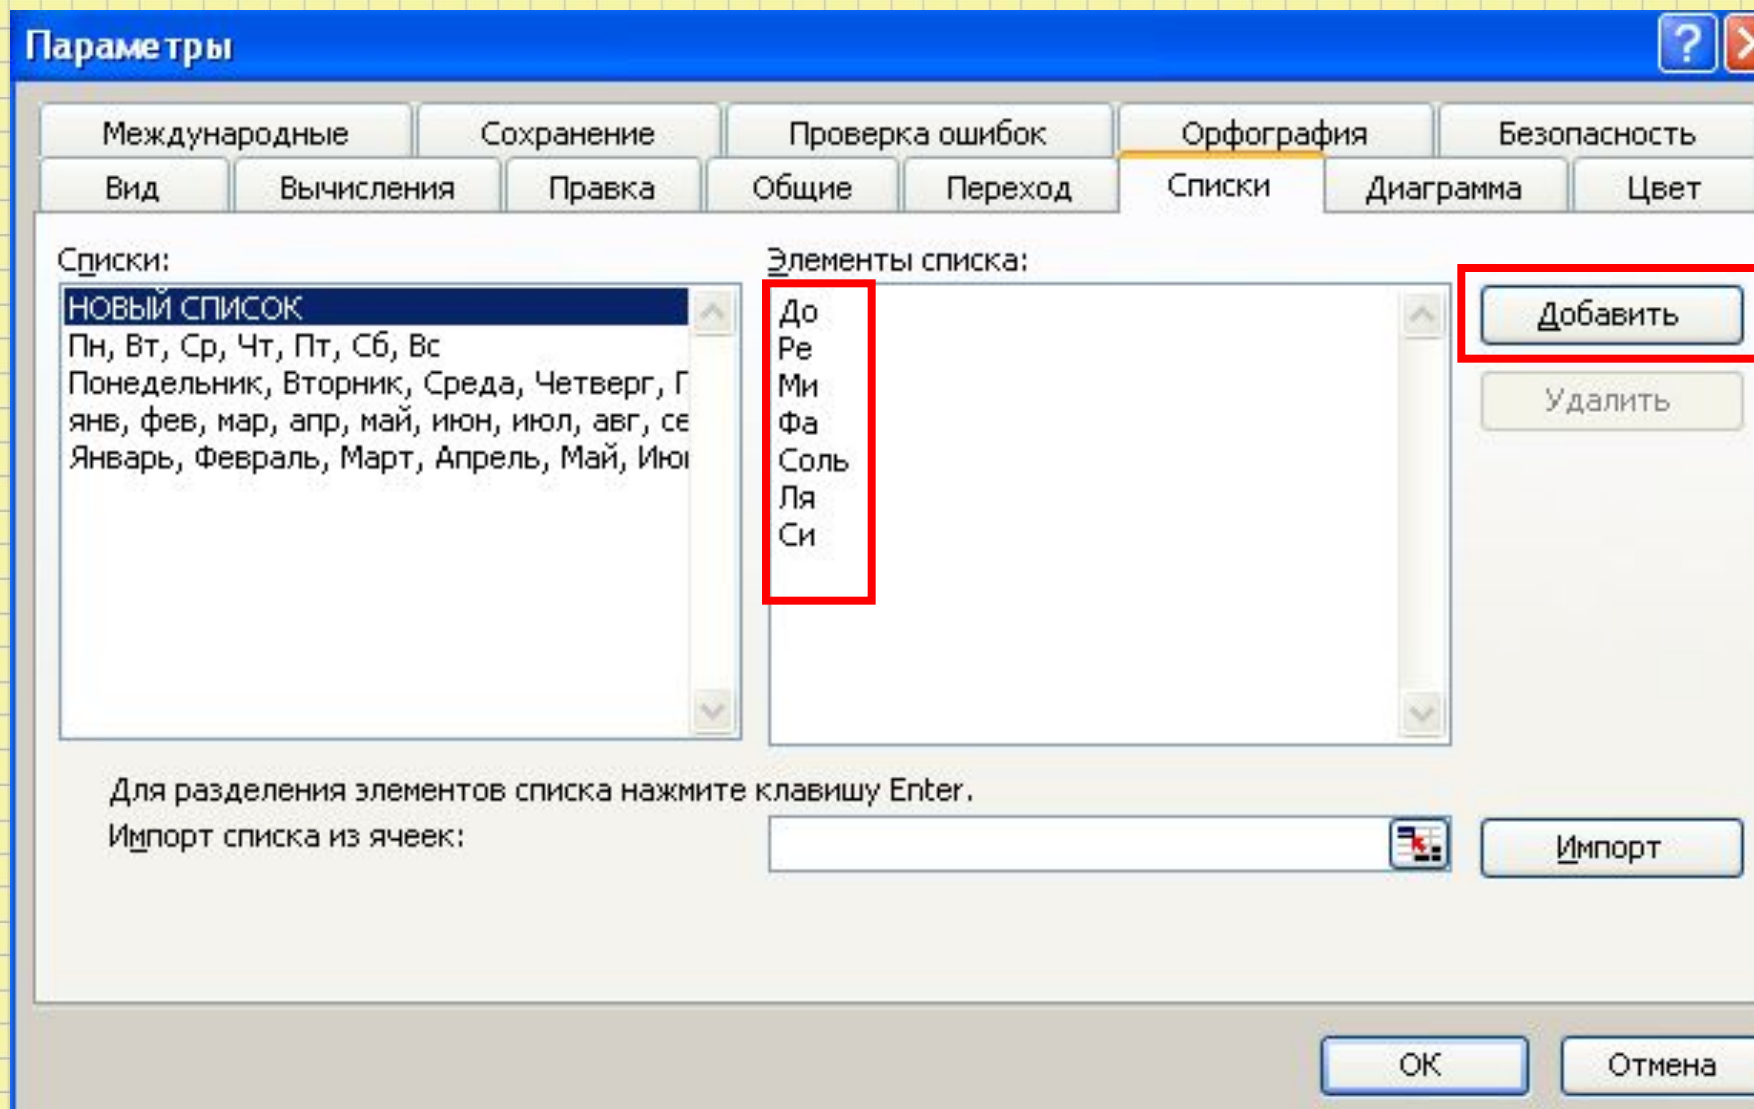 Параметры
?
Международные Сохранение Проверка ошибок Орфография Безопасность
Вид Вычисления Правка Общие Переход Списки Диаграмма Цвет
Списки:
НОВЫЙ СПИСОК
Пн, Вт, Ср, Чт, Пт, Сб, Вс
Понедельник, Вторник, Среда, Четверг,
янв, фев, мар, апр, май, июн, июл, авг, се
Январь, Февраль, Март, Апрель, Май,
Элементы списка:
До
Ре
Ми
Фа
Соль
Ля
Си
Добавить
Удалить
Для разделения элементов списка нажмите клавишу Enter.
Импорт списка из ячеек:
Импорт
ОК
Отмена